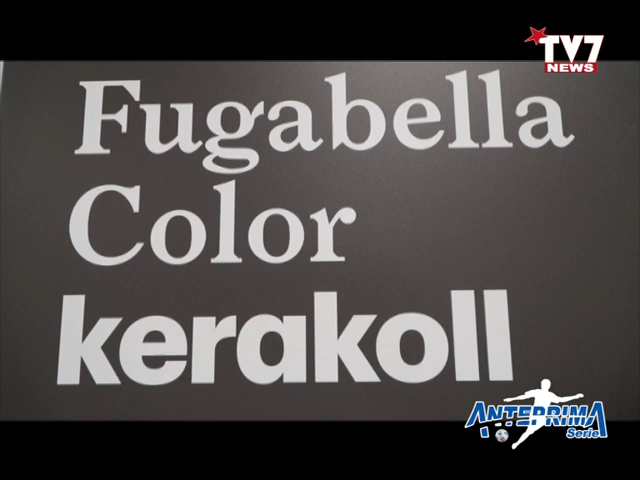 TV7
NEWS
Fugabella
Color
kerakoll
ANTEPRIMA
Serie